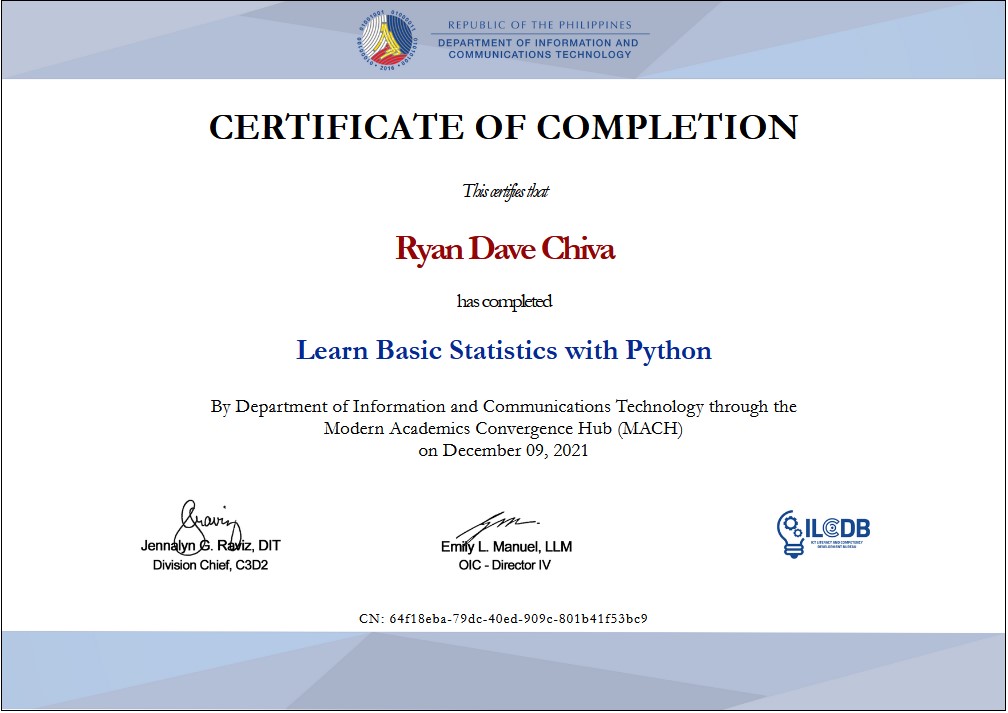 REPUBLIC OF THE PHILIPPINES
DEPARTMENT OF INFORMATION AND
COMMUNICATIONS TECHNOLOGY
2016
CERTIFICATE OF COMPLETION
This certifies that
Ryan Dave Chiva
has completed
Learn Basic Statistics with Python
By Department of Information and Communications Technology through the
Modern Academics Convergence Hub (MACH)
on December 09, 2021
Jennalyn G. Raviz, DIT
Division Chief, C3D2
Emily L. Manuel, LLM
OIC - Director IV
ILCDB
ICT LITERACY AND COMPETENCY
DEVELOPMENT BUREAU
CN: 64f18eba-79dc-40ed-909c-801b41f53bc9